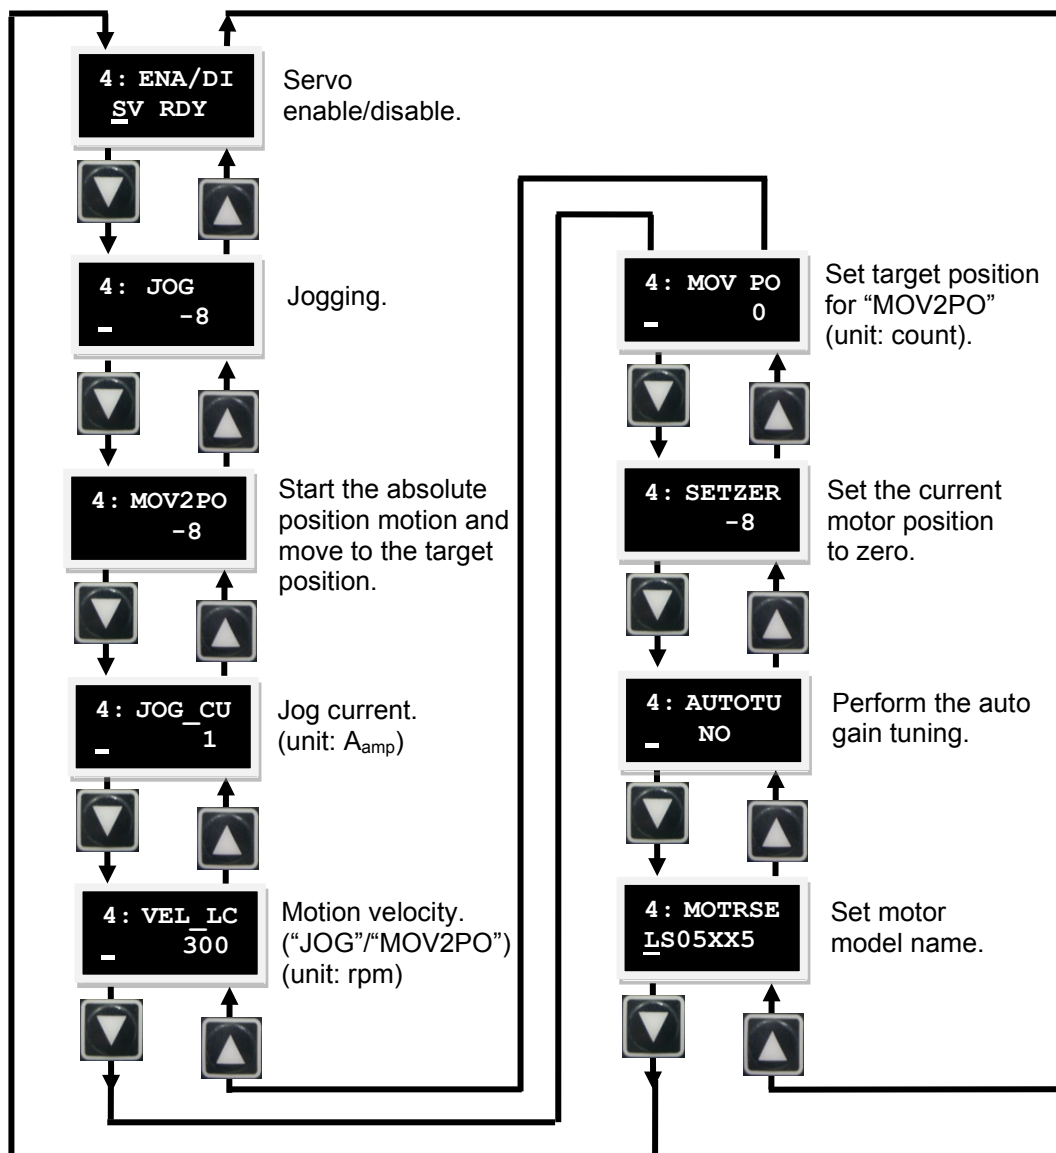 4: ENA/DI
SV RDY
Servo
enable/disable.
4: JOG
-8
Jogging.
4: MOV2PO
-8
Start the absolute
position motion and
move to the target
position.
4: JOG_CU
1
Jog current.
(unit: Aamp)
4: VEL_LC
300
Motion velocity.
(“JOG”/“MOV2PO”)
(unit: rpm)
4: MOV PO
0
Set target position
for “MOV2PO”
(unit: count).
4: SETZER
-8
Set the current
motor position
to zero.
4: AUTOTU
NO
Perform the auto
gain tuning.
4: MOTRSE
LS05XX5
Set motor
model name.